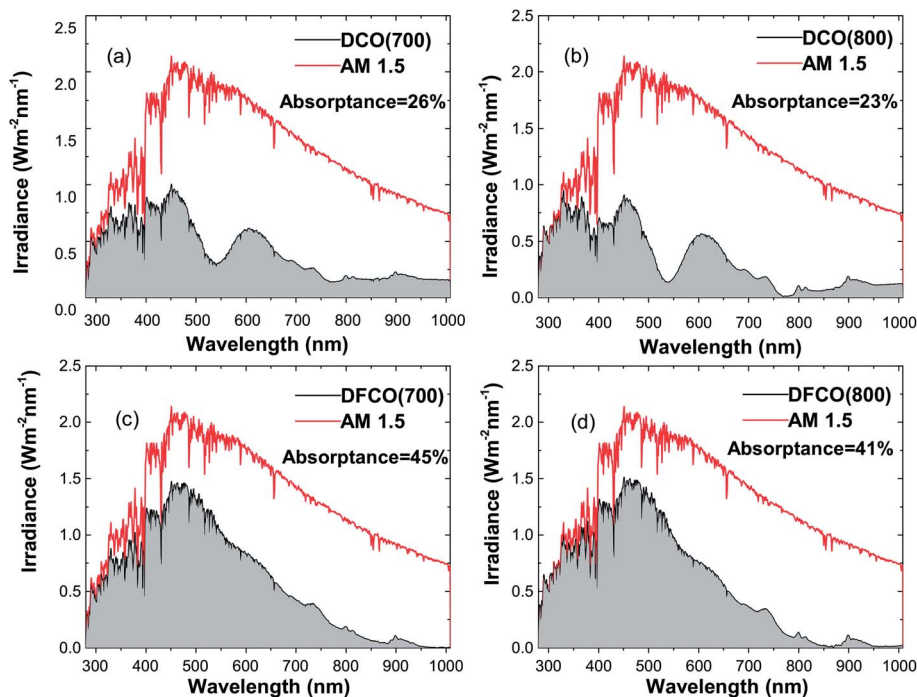 (a)
DCO(700)
AM 1.5
Absorptance=26%
Irradiance (Wm⁻²nm⁻¹)
2.5
2.0
1.5
1.0
0.5
0.0
300 400 500 600 700 800 900 1000
Wavelength (nm)
(b)
DCO(800)
AM 1.5
Absorptance=23%
Irradiance (Wm⁻²nm⁻¹)
2.5
2.0
1.5
1.0
0.5
0.0
300 400 500 600 700 800 900 1000
Wavelength (nm)
(c)
DFCO(700)
AM 1.5
Absorptance=45%
Irradiance (Wm⁻²nm⁻¹)
2.5
2.0
1.5
1.0
0.5
0.0
300 400 500 600 700 800 900 1000
Wavelength (nm)
(d)
DFCO(800)
AM 1.5
Absorptance=41%
Irradiance (Wm⁻²nm⁻¹)
2.5
2.0
1.5
1.0
0.5
0.0
300 400 500 600 700 800 900 1000
Wavelength (nm)